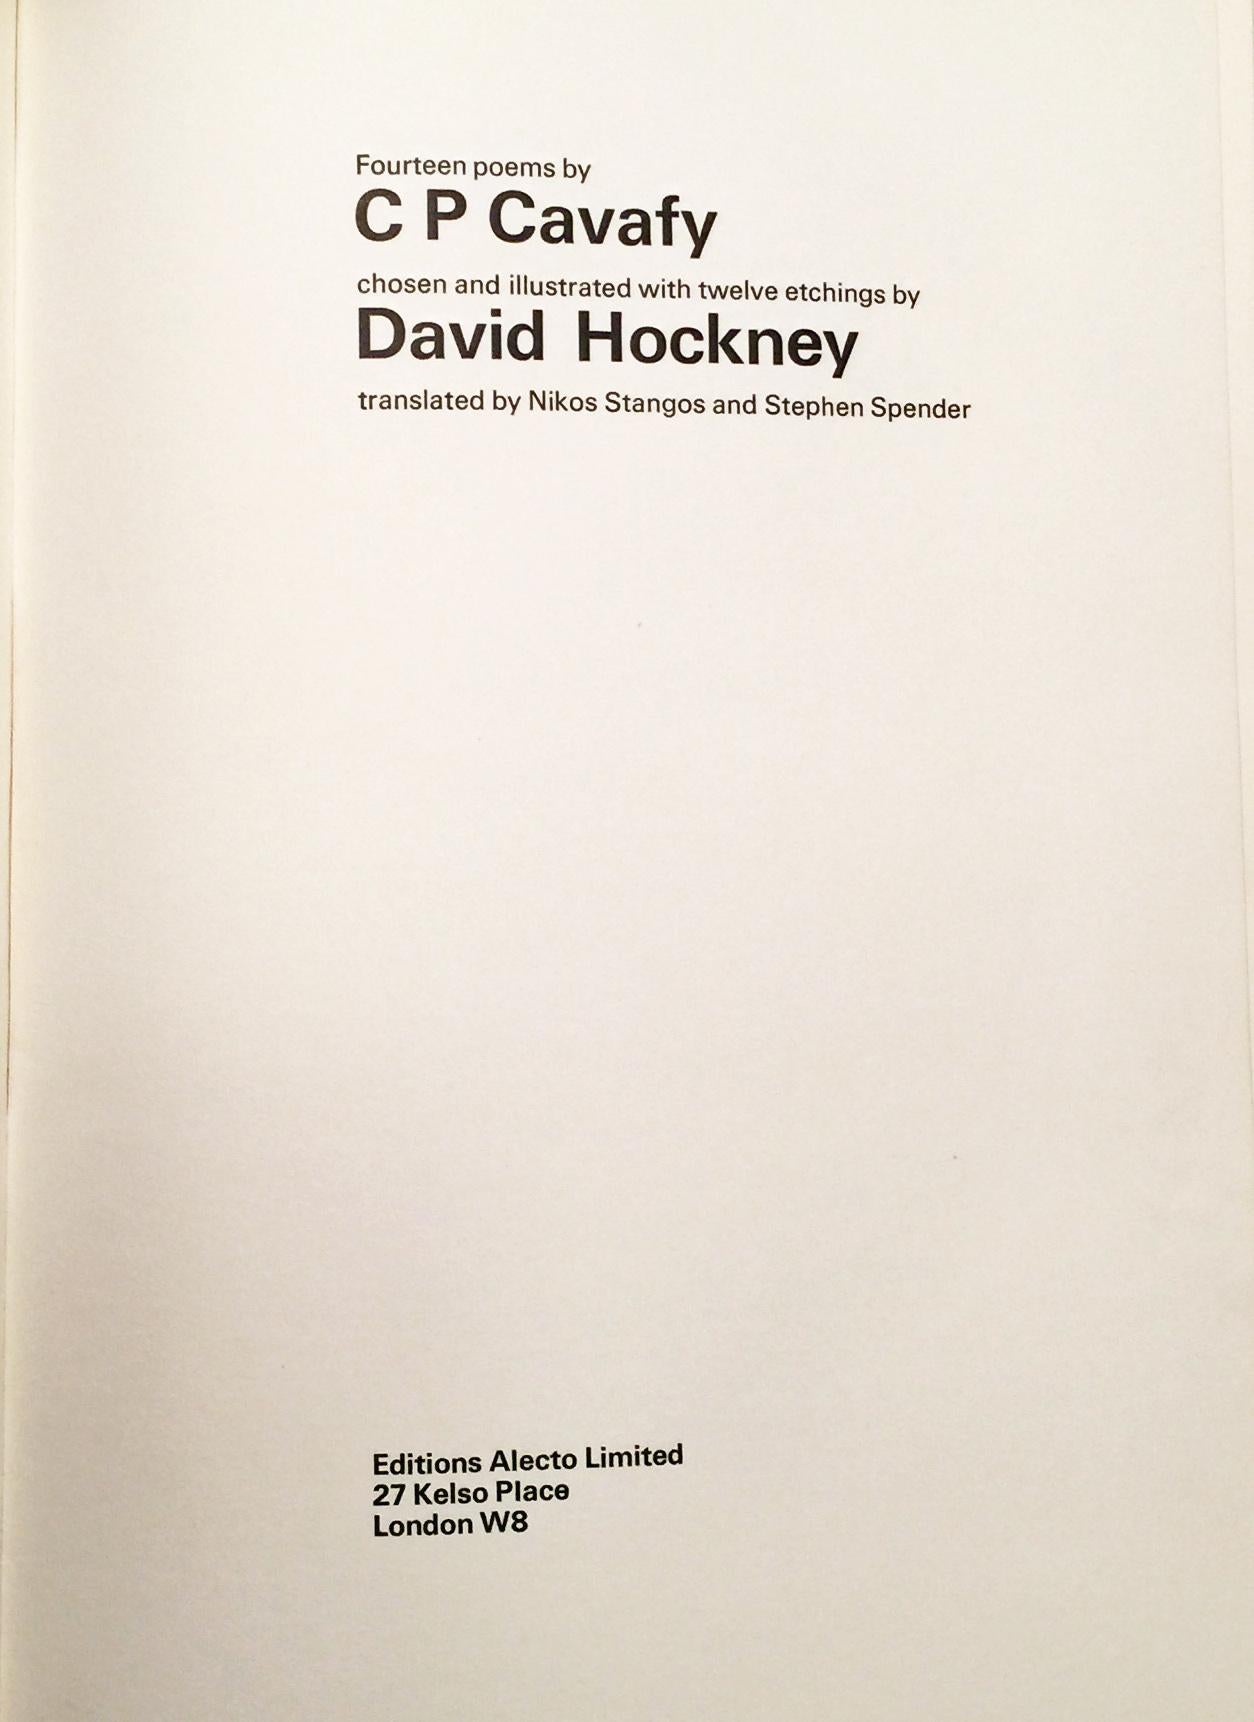 Fourteen poems by
C P Cavafy
chosen and illustrated with twelve etchings by
David Hockney
translated by Nikos Stangos and Stephen Spender
Editions Alecto Limited
27 Kelso Place
London W8